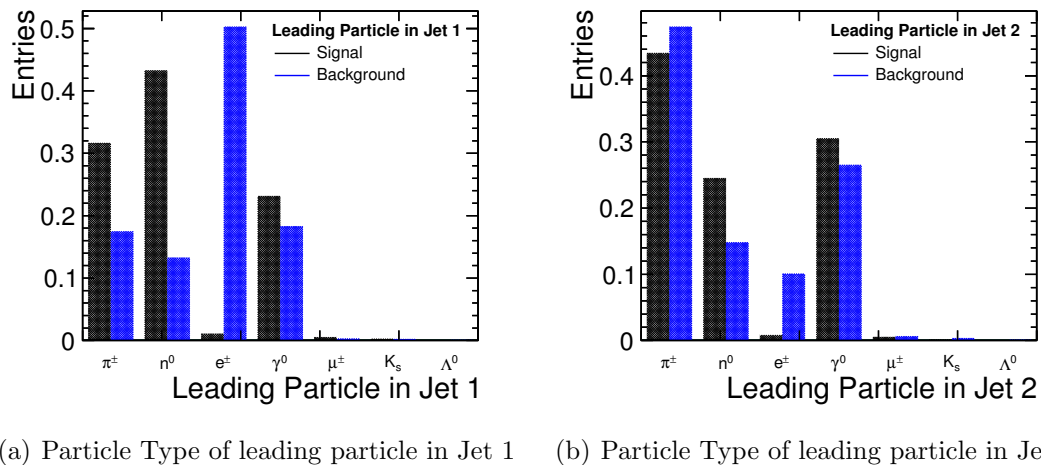 Entries
0.5
0.4
0.3
0.2
0.1
0
Leading Particle in Jet 1
Signal
Background
π± n⁰ e± γ⁰ μ± Kₛ Λ⁰
Leading Particle in Jet 1
Entries
0.4
0.3
0.2
0.1
0
Leading Particle in Jet 2
Signal
Background
π± n⁰ e± γ⁰ μ± Kₛ Λ⁰
Leading Particle in Jet 2
a) Particle Type of leading particle in Jet 1
(b) Particle Type of leading particle in Je